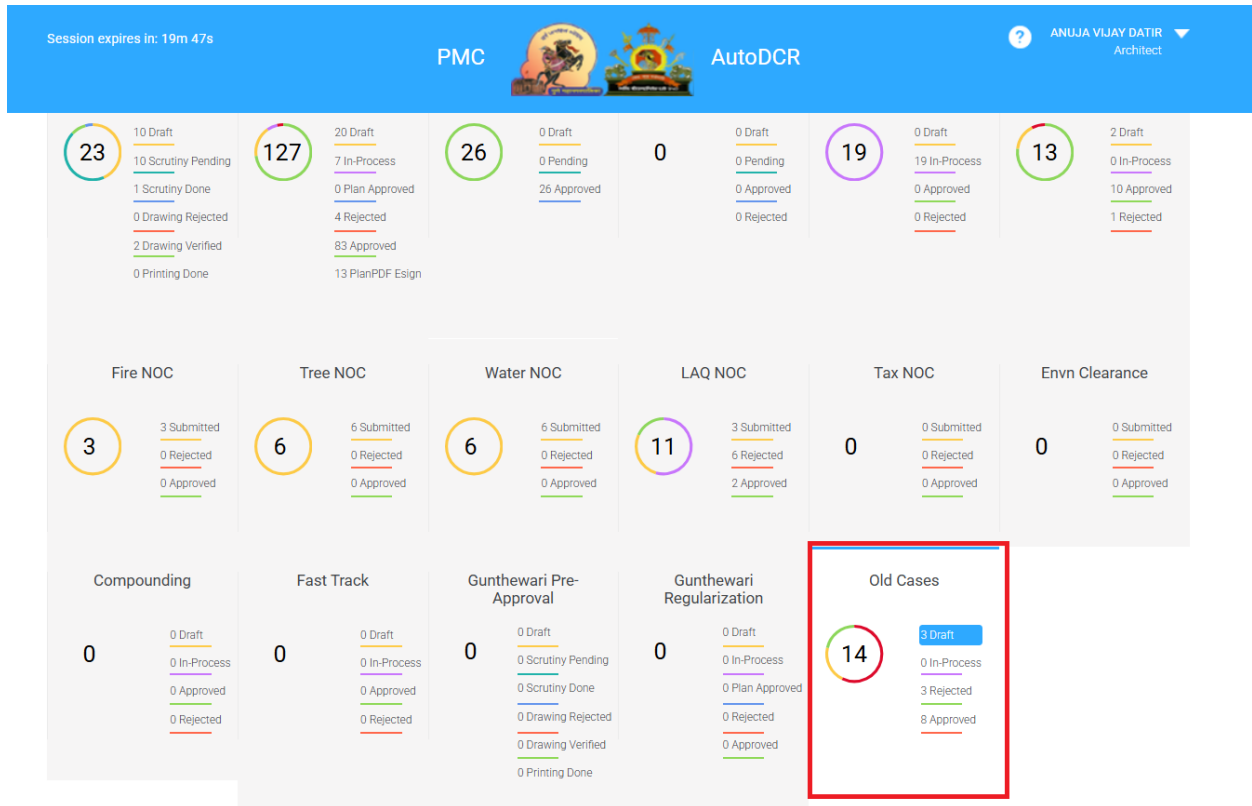 Session expires in: 19m 47s
PMC
AutoDCR
?
ANUJA VIJAY DATIR
Architect
23
10 Draft
10 Scrutiny Pending
1 Scrutiny Done
0 Drawing Rejected
2 Drawing Verified
0 Printing Done
127
20 Draft
7 In-Process
0 Plan Approved
4 Rejected
83 Approved
13 PlanPDF Esign
26
0 Draft
0 Pending
26 Approved
0
0 Draft
0 Pending
0 Approved
0 Rejected
19
0 Draft
19 In-Process
0 Approved
0 Rejected
13
2 Draft
0 In-Process
10 Approved
1 Rejected
Fire NOC
3
3 Submitted
0 Rejected
0 Approved
Tree NOC
6
6 Submitted
0 Rejected
0 Approved
Water NOC
6
6 Submitted
0 Rejected
0 Approved
LAQ NOC
11
3 Submitted
6 Rejected
2 Approved
Tax NOC
0
0 Submitted
0 Rejected
0 Approved
Envn Clearance
0
0 Submitted
0 Rejected
0 Approved
Compounding
0
0 Draft
0 In-Process
0 Approved
0 Rejected
Fast Track
0
0 Draft
0 In-Process
0 Approved
0 Rejected
Gunthewari Pre-
Approval
0
0 Draft
0 Scrutiny Pending
0 Scrutiny Done
0 Drawing Rejected
0 Drawing Verified
0 Printing Done
Gunthewari
Regularization
0
0 Draft
0 In-Process
0 Plan Approved
0 Rejected
0 Approved
Old Cases
14
3 Draft
0 In-Process
3 Rejected
8 Approved